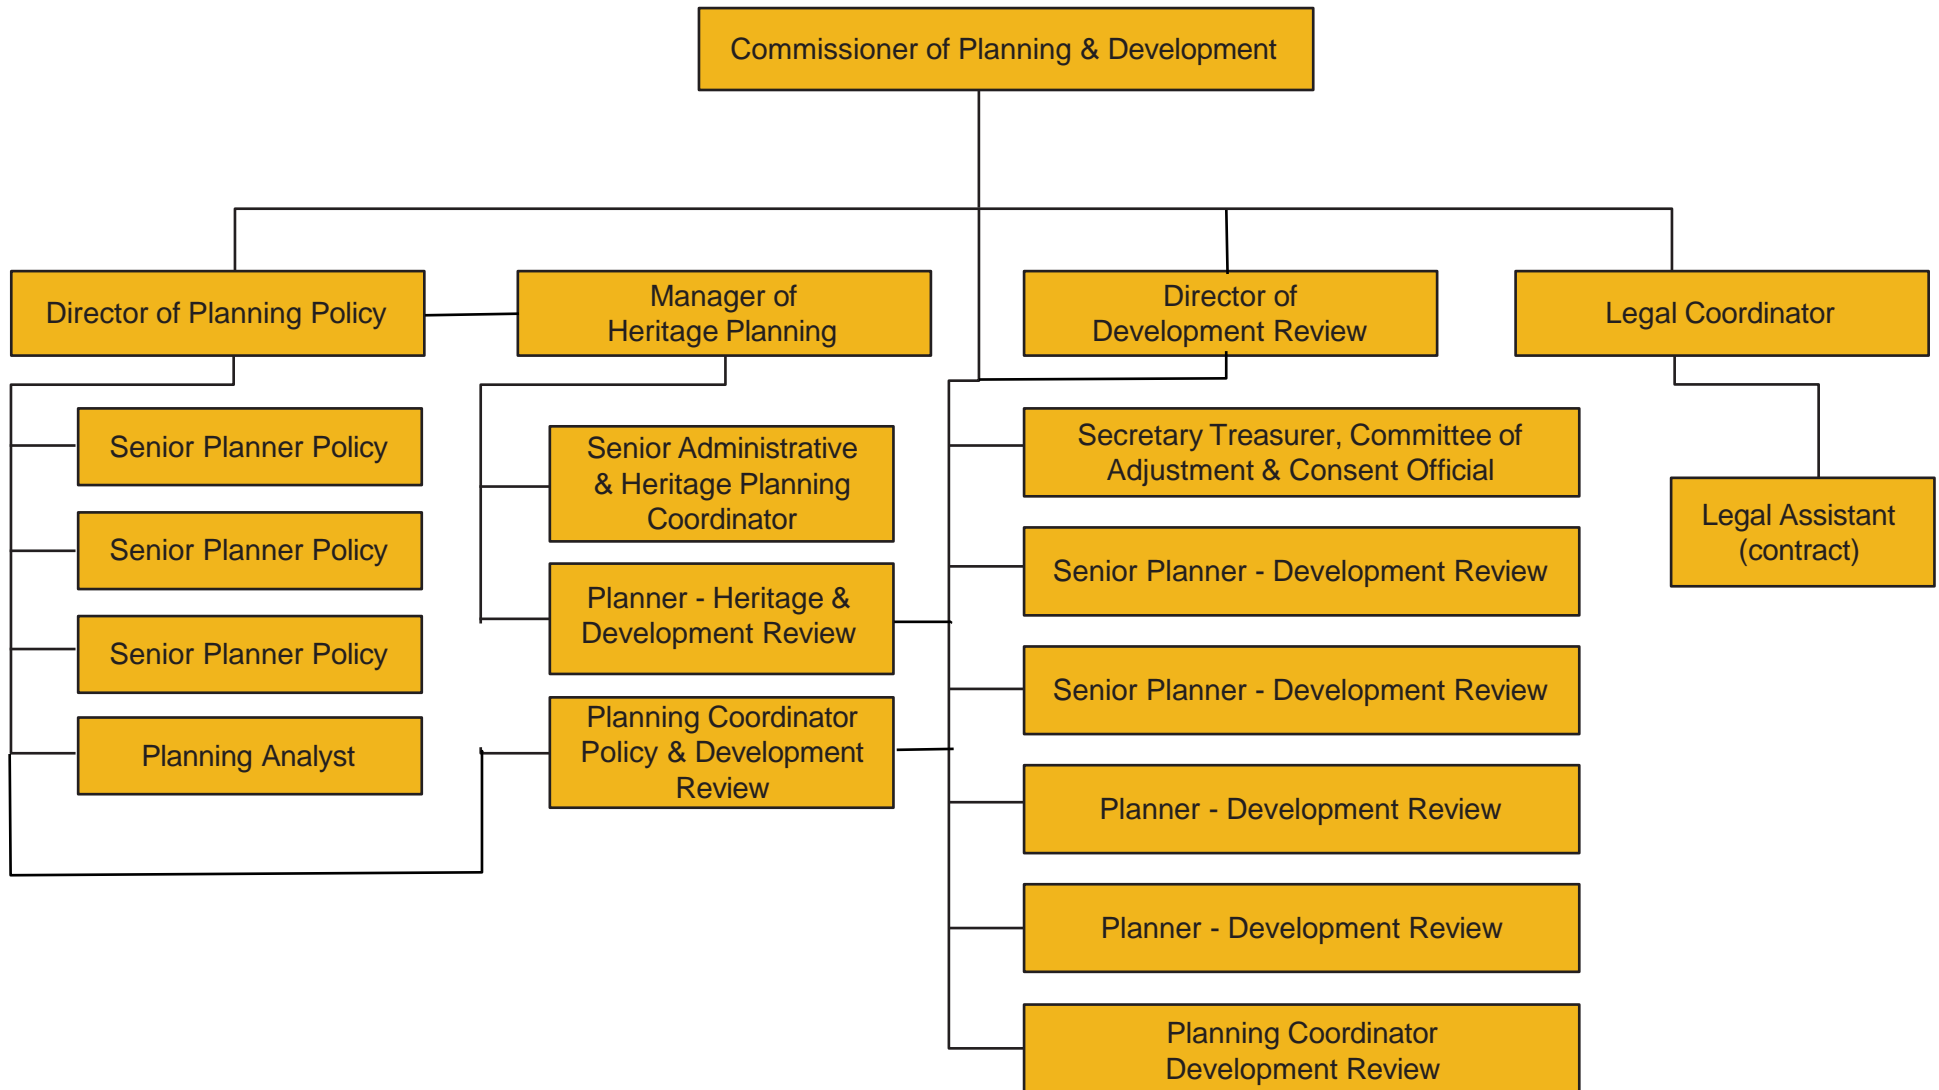 Commissioner of Planning & Development
Director of Planning Policy
Manager of
Heritage Planning
Director of
Development Review
Legal Coordinator
Senior Planner Policy
Senior Planner Policy
Senior Planner Policy
Planning Analyst
Senior Administrative
& Heritage Planning
Coordinator
Planner - Heritage &
Development Review
Planning Coordinator
Policy & Development
Review
Secretary Treasurer, Committee of
Adjustment & Consent Official
Senior Planner - Development Review
Senior Planner - Development Review
Planner - Development Review
Planner - Development Review
Planning Coordinator
Development Review
Legal Assistant
(contract)